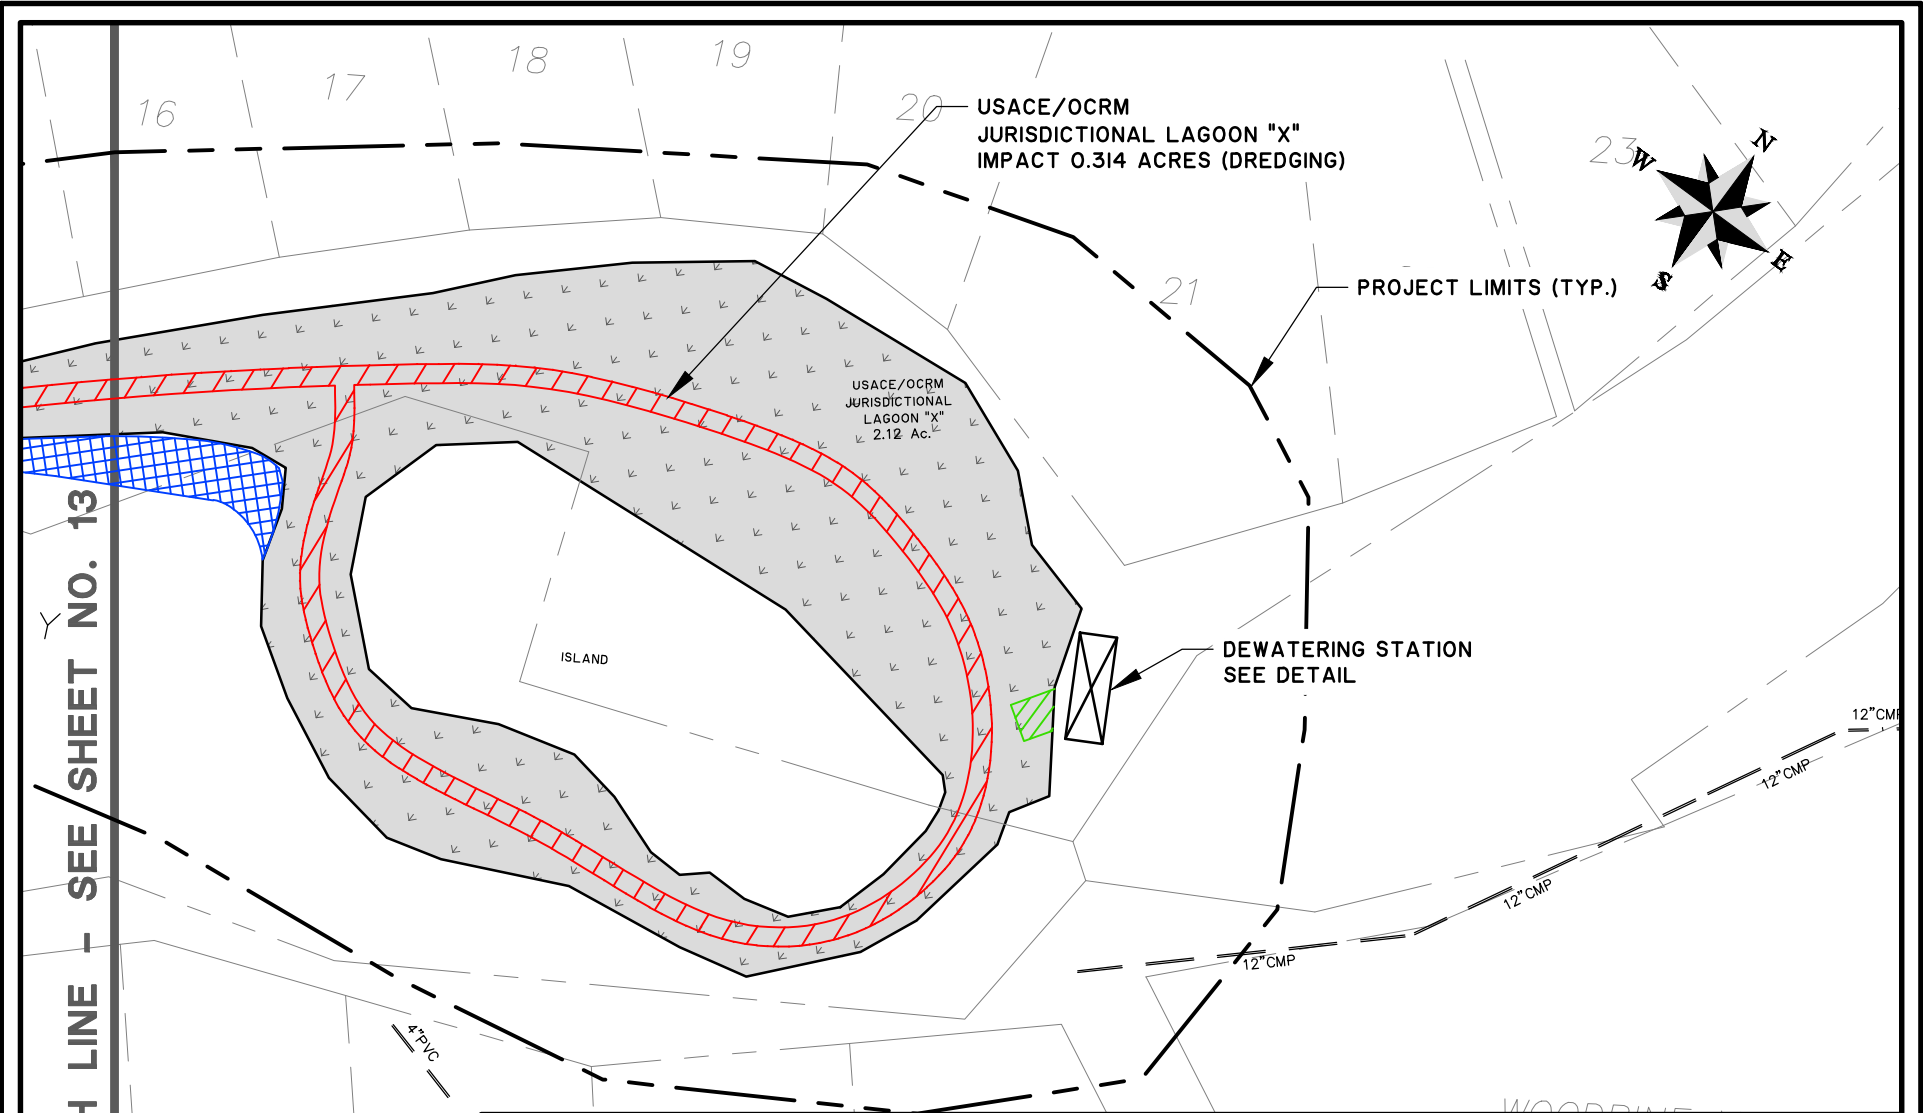 16
17
18
19
20
USACE/OCRM
JURISDICTIONAL LAGOON "X"
IMPACT 0.314 ACRES (DREDGING)
23
N
W
E
S
21
PROJECT LIMITS (TYP.)
USACE/OCRM
JURISDICTIONAL
LAGOON "X"
2.12 Ac.
H LINE - SEE SHEET NO. 13
ISLAND
DEWATERING STATION
SEE DETAIL
12"CMP
12"CMP
12"CMP
12"CMP
4"PVC
WOODBINE